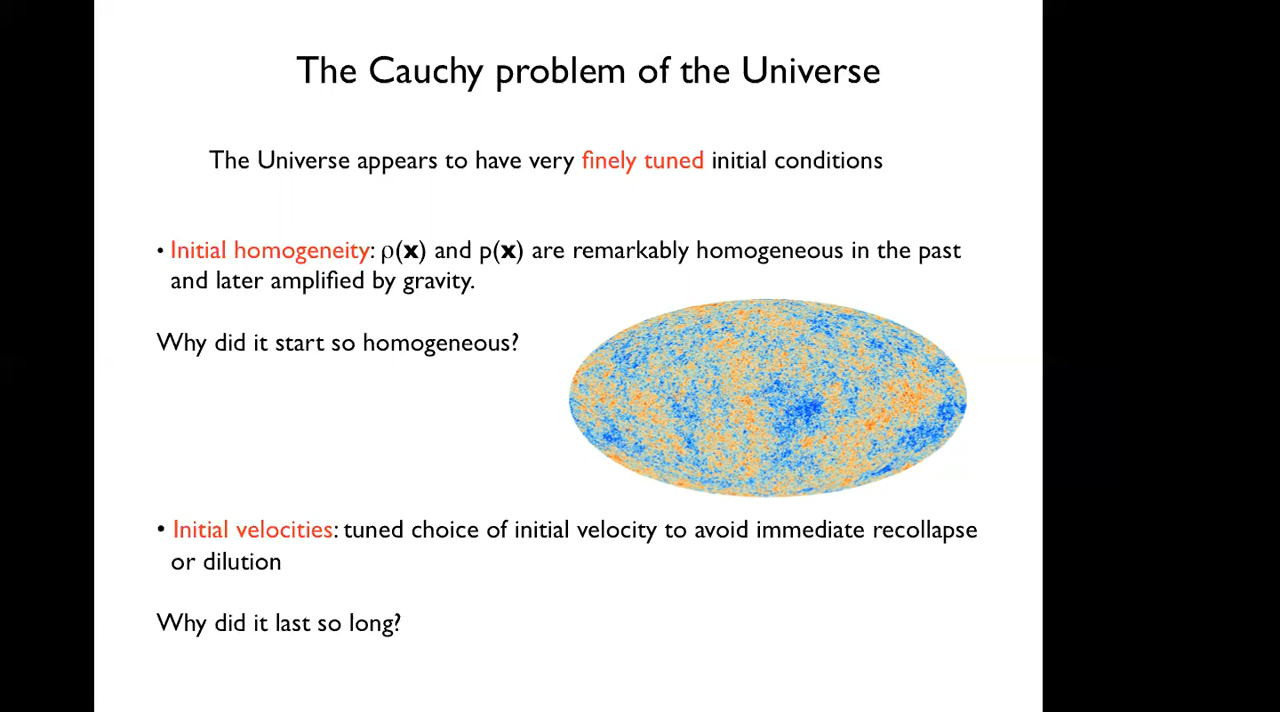 The Cauchy problem of the Universe
The Universe appears to have very finely tuned initial conditions
• Initial homogeneity: ρ(x) and p(x) are remarkably homogeneous in the past
and later amplified by gravity.
Why did it start so homogeneous?
• Initial velocities: tuned choice of initial velocity to avoid immediate recollapse
or dilution
Why did it last so long?